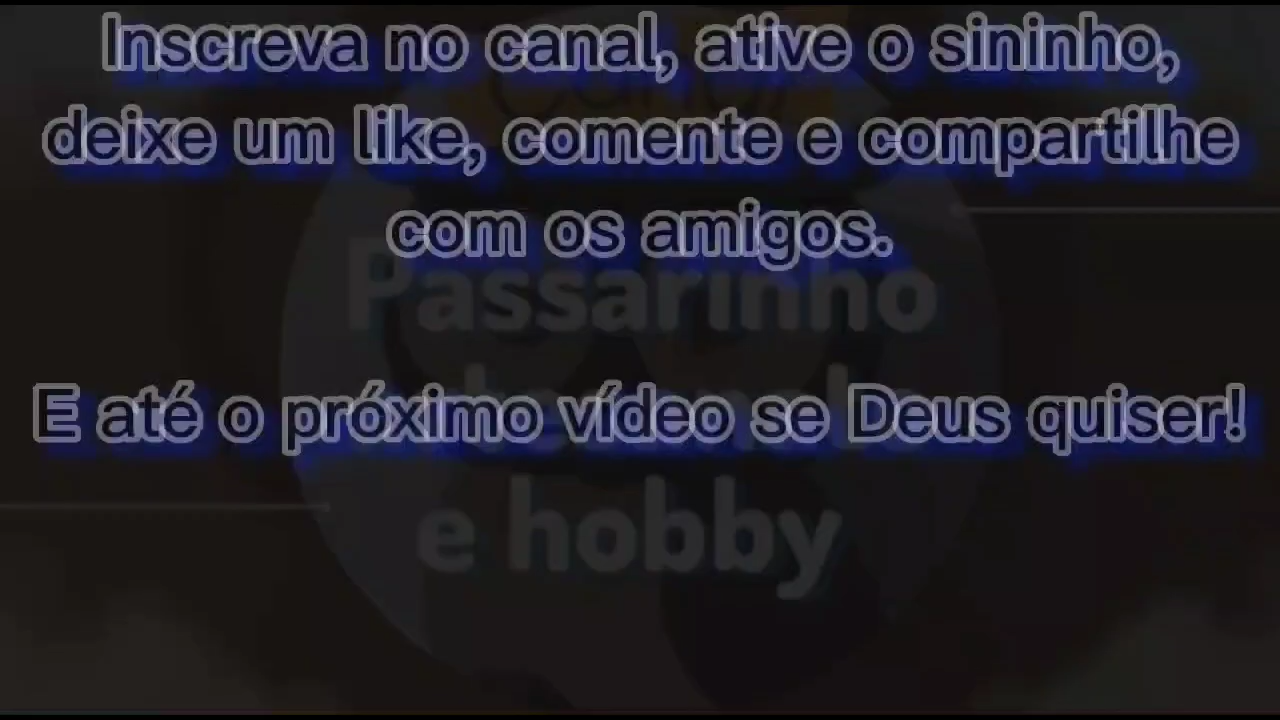 Inscreva no canal, ative o sininho,
Canal
deixe um like, comente e compartilhe
com os amigos.
Passarinho
E até o próximo vídeo se Deus quiser!
e hobby